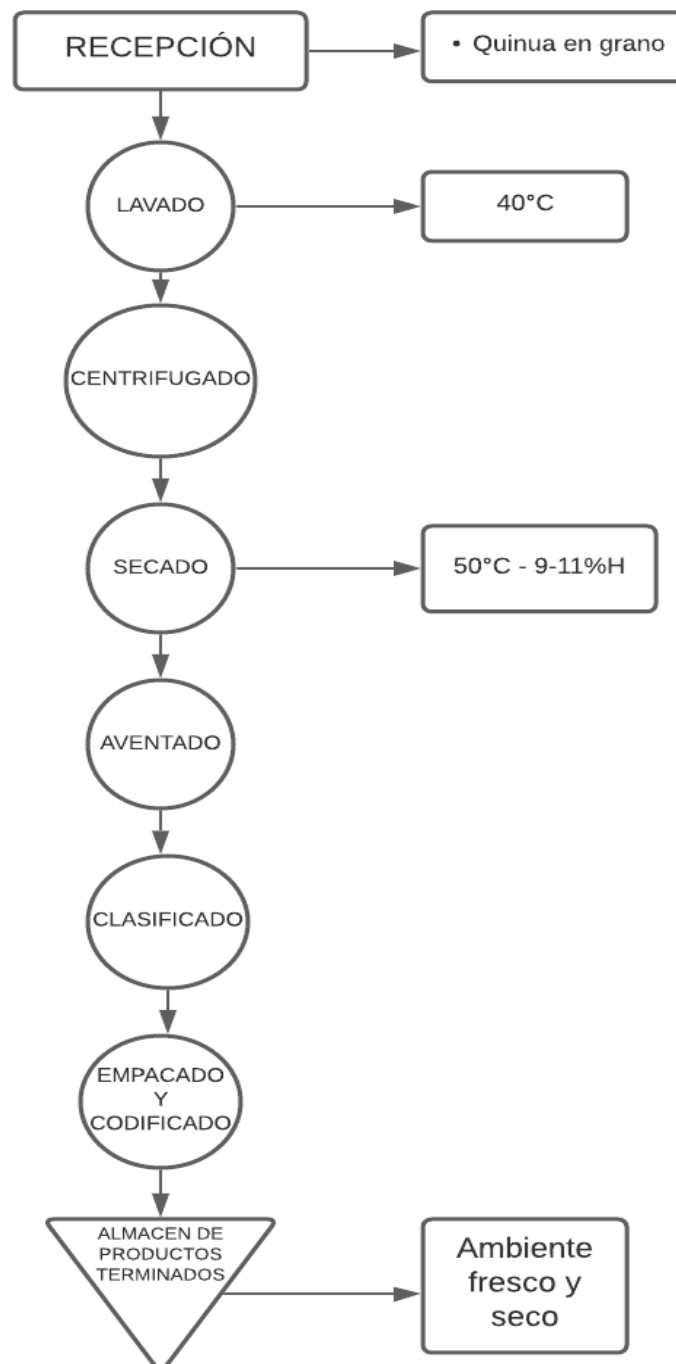 RECEPCIÓN
• Quinua en grano
LAVADO
40°C
CENTRIFUGADO
SECADO
50°C - 9-11%H
AVENTADO
CLASIFICADO
EMPACADO
Y
CODIFICADO
ALMACEN DE
PRODUCTOS
TERMINADOS
Ambiente
fresco y
seco